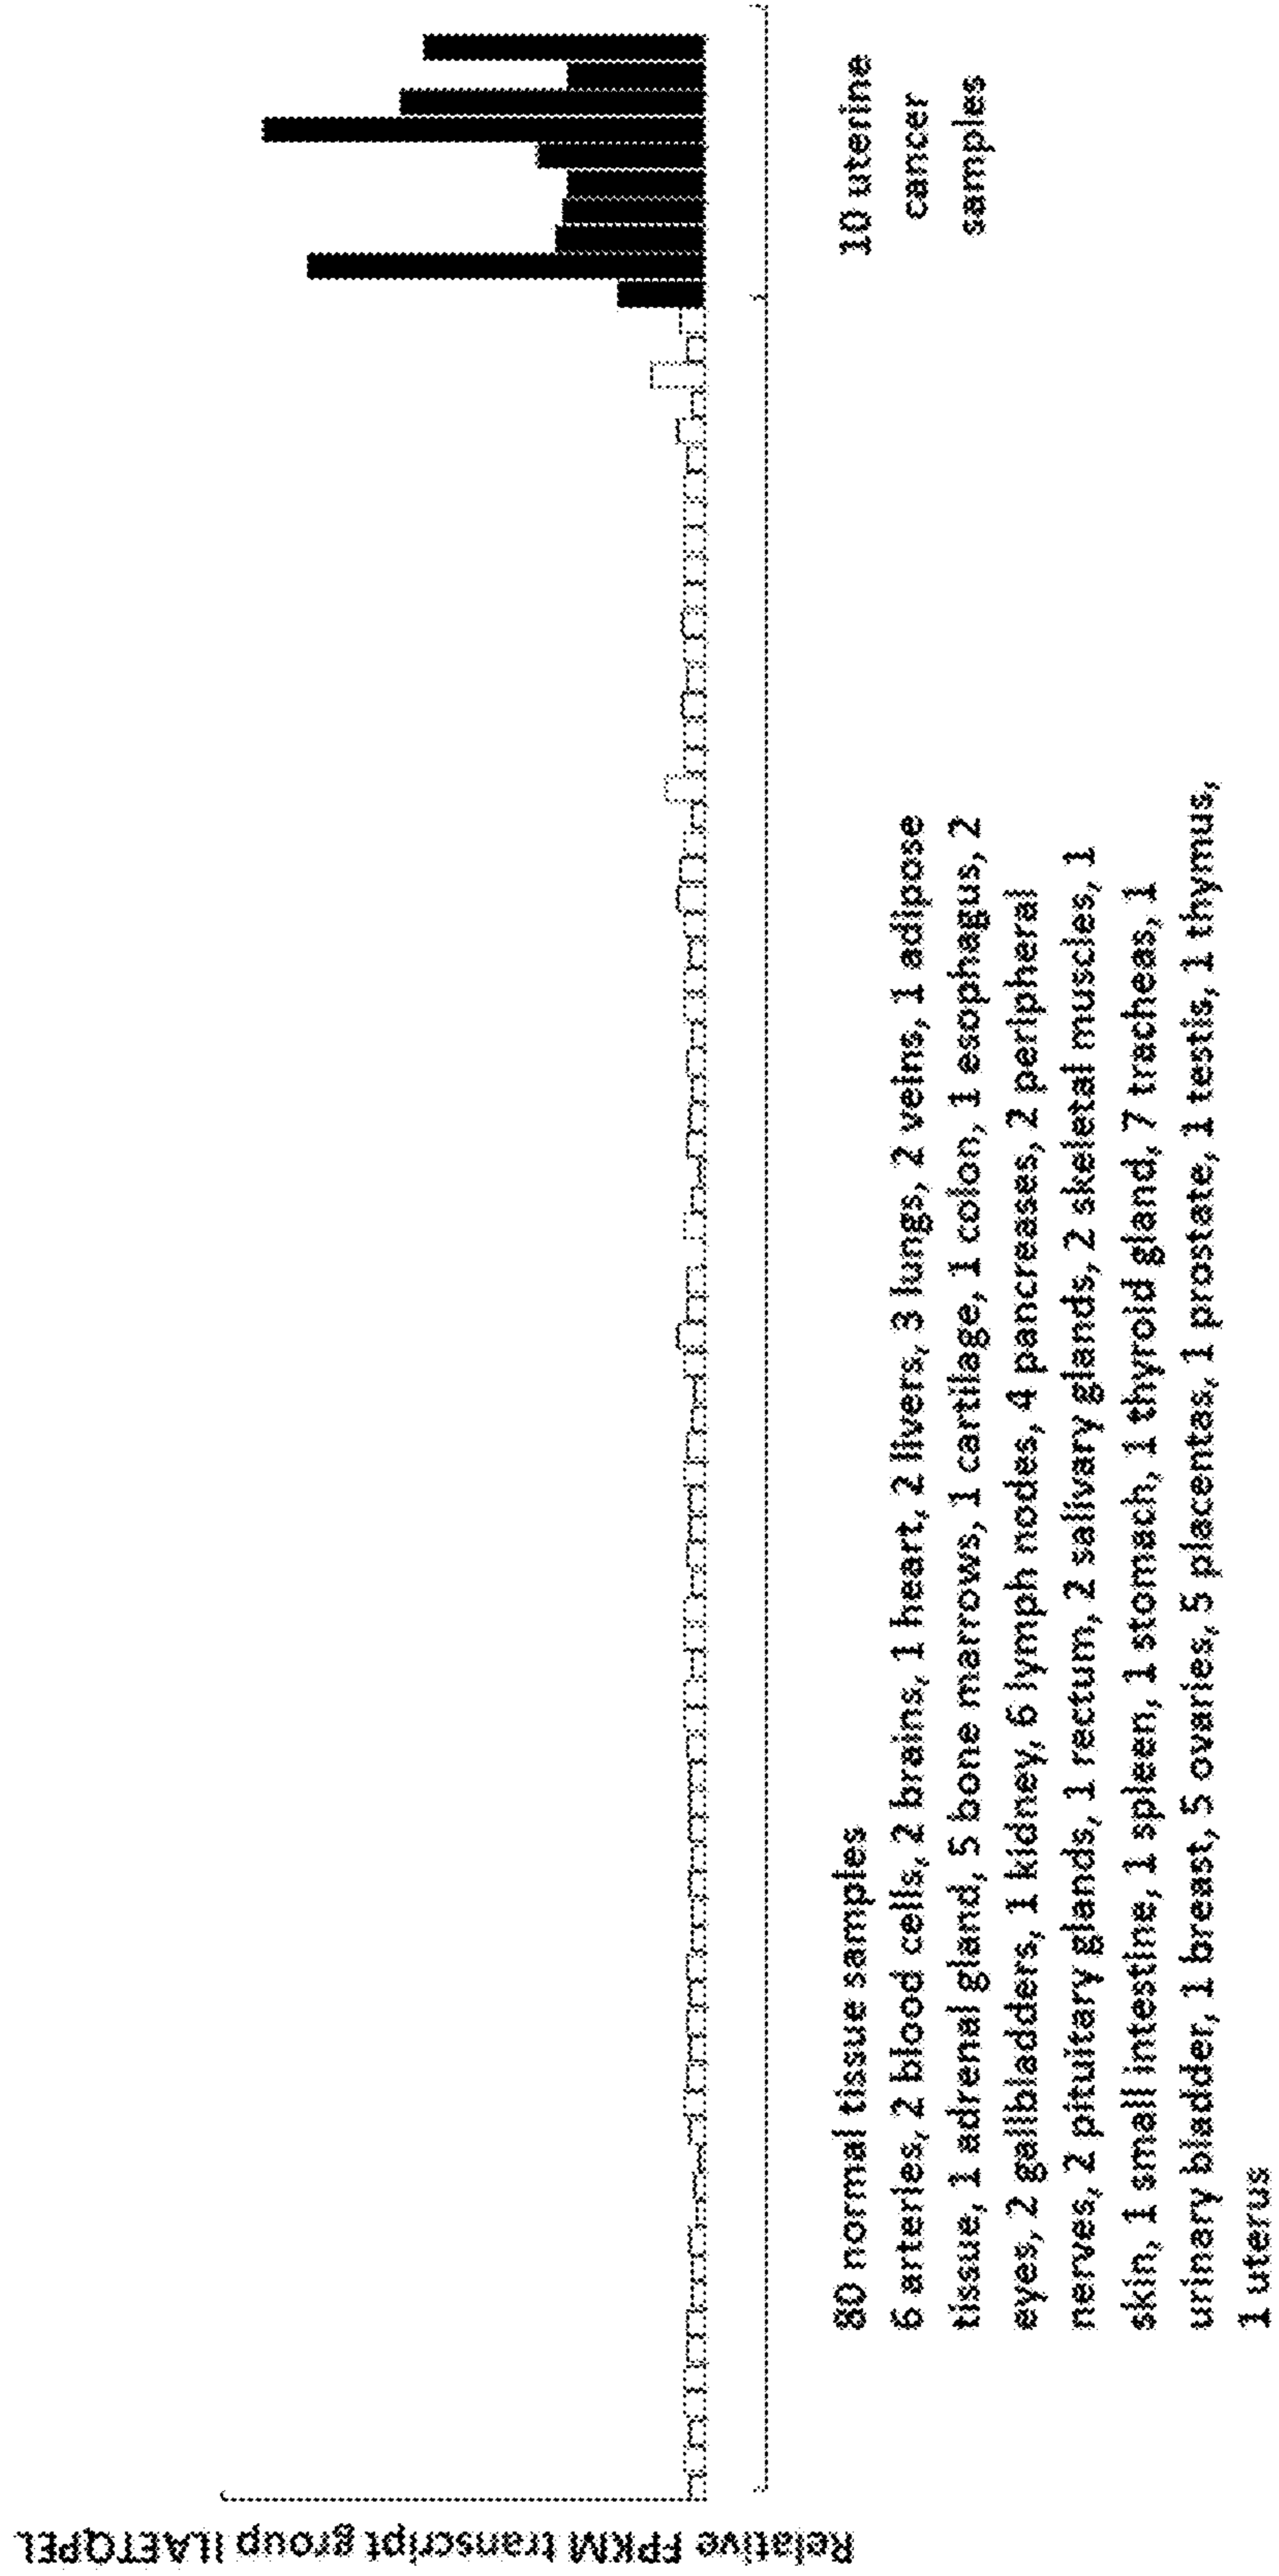 Relative FPKM transcript group ILAETQPEL
80 normal tissue samples
6 arteries, 2 blood cells, 2 brains, 1 heart, 2 livers, 3 lungs, 2 veins, 1 adipose
tissue, 1 adrenal gland, 5 bone marrows, 1 cartilage, 1 colon, 1 esophagus, 2
eyes, 2 gallbladders, 1 kidney, 6 lymph nodes, 4 pancreases, 2 peripheral
nerves, 2 pituitary glands, 1 rectum, 2 salivary glands, 2 skeletal muscles, 1
skin, 1 small intestine, 1 spleen, 1 stomach, 1 thyroid gland, 7 tracheas, 1
urinary bladder, 1 breast, 5 ovaries, 5 placentas, 1 prostate, 1 testis, 1 thymus,
1 uterus
10 uterine
cancer
samples